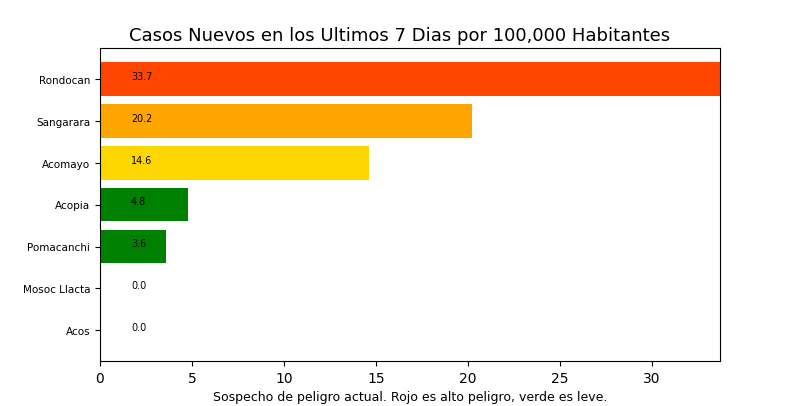 Casos Nuevos en los Ultimos 7 Dias por 100,000 Habitantes
Rondocan 33.7
Sangarara 20.2
Acomayo 14.6
Acopia 4.8
Pomacanchi 3.6
Mosoc Llacta 0.0
Acos 0.0
0 5 10 15 20 25 30
Sospecho de peligro actual. Rojo es alto peligro, verde es leve.